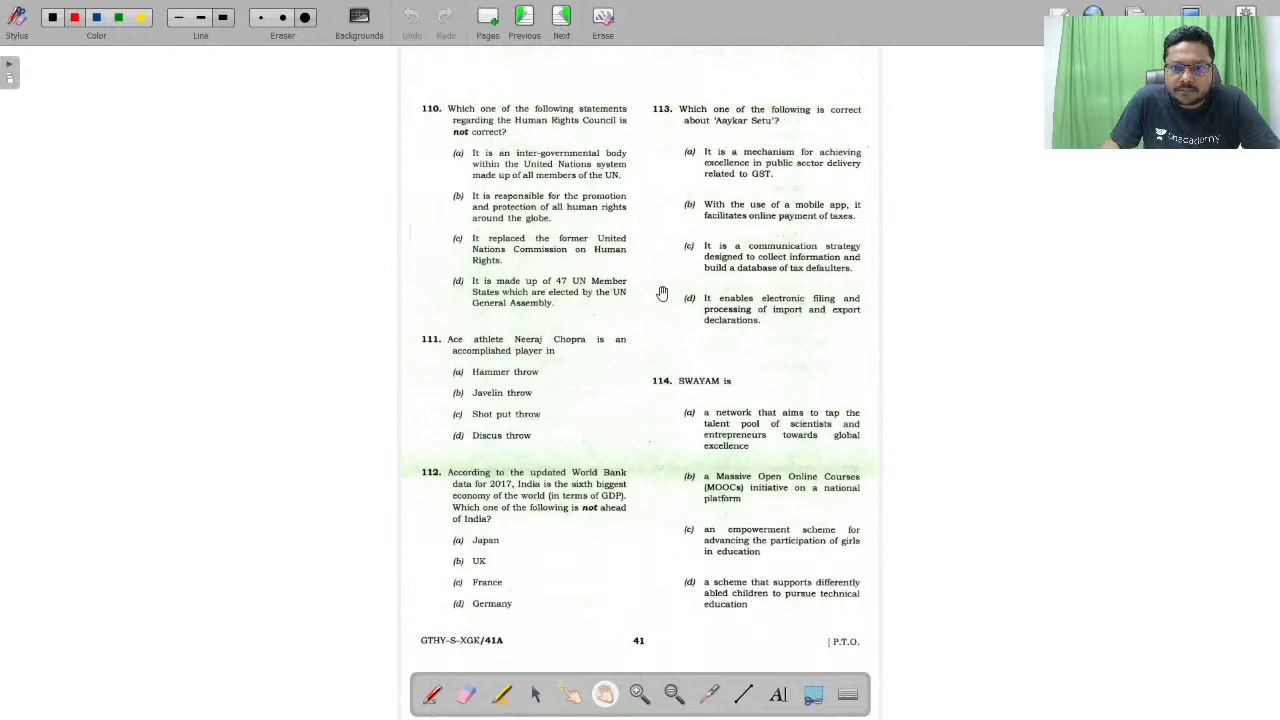 Stylus
Color
Line
Eraser
Backgrounds
Undo
Redo
Pages
Previous
Next
Erase
110. Which one of the following statements
regarding the Human Rights Council is
not correct?
(a) It is an inter-governmental body
within the United Nations system
made up of all members of the UN.
(b) It is responsible for the promotion
and protection of all human rights
around the globe.
(c) It replaced the former United
Nations Commission on Human
Rights.
(d) It is made up of 47 UN Member
States which are elected by the UN
General Assembly.
111. Ace athlete Neeraj Chopra is an
accomplished player in
(a) Hammer throw
(b) Javelin throw
(c) Shot put throw
(d) Discus throw
112. According to the updated World Bank
data for 2017, India is the sixth biggest
economy of the world (in terms of GDP).
Which one of the following is not ahead
of India?
(a) Japan
(b) UK
(c) France
(d) Germany
113. Which one of the following is correct
about 'Aaykar Setu'?
(a) It is a mechanism for achieving
excellence in public sector delivery
related to GST.
(b) With the use of a mobile app, it
facilitates online payment of taxes.
(c) It is a communication strategy
designed to collect information and
build a database of tax defaulters.
(d) It enables electronic filing and
processing of import and export
declarations.
114. SWAYAM is
(a) a network that aims to tap the
talent pool of scientists and
entrepreneurs towards global
excellence
(b) a Massive Open Online Courses
(MOOCs) initiative on a national
platform
(c) an empowerment scheme for
advancing the participation of girls
in education
(d) a scheme that supports differently
abled children to pursue technical
education
GTHY–S–XGK/41A
41
[ P.T.O.